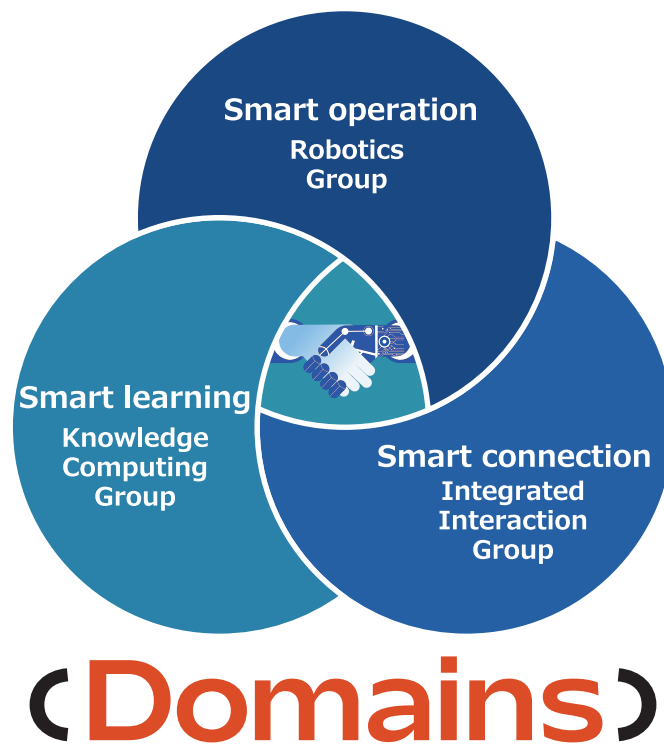 Smart operation
Robotics
Group
Smart learning
Knowledge
Computing
Group
Smart connection
Integrated
Interaction
Group
(Domains)